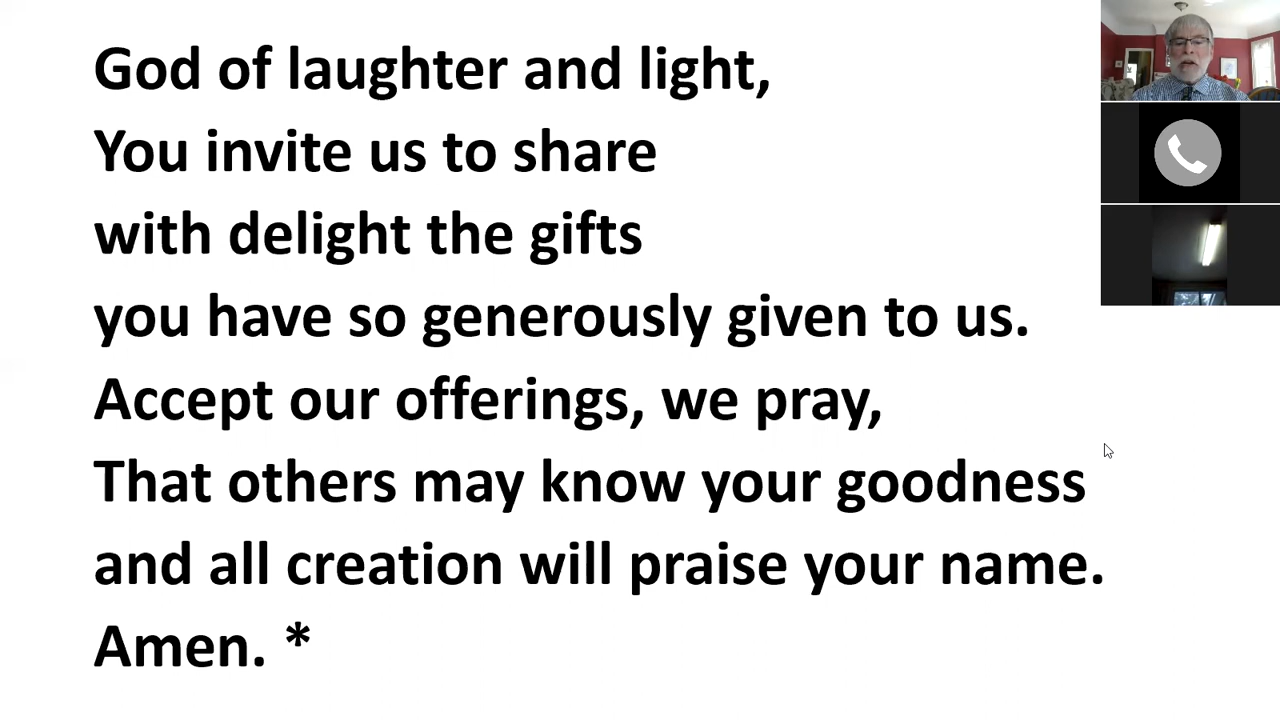 God of laughter and light,
You invite us to share
with delight the gifts
you have so generously given to us.
Accept our offerings, we pray,
That others may know your goodness
and all creation will praise your name.
Amen. *